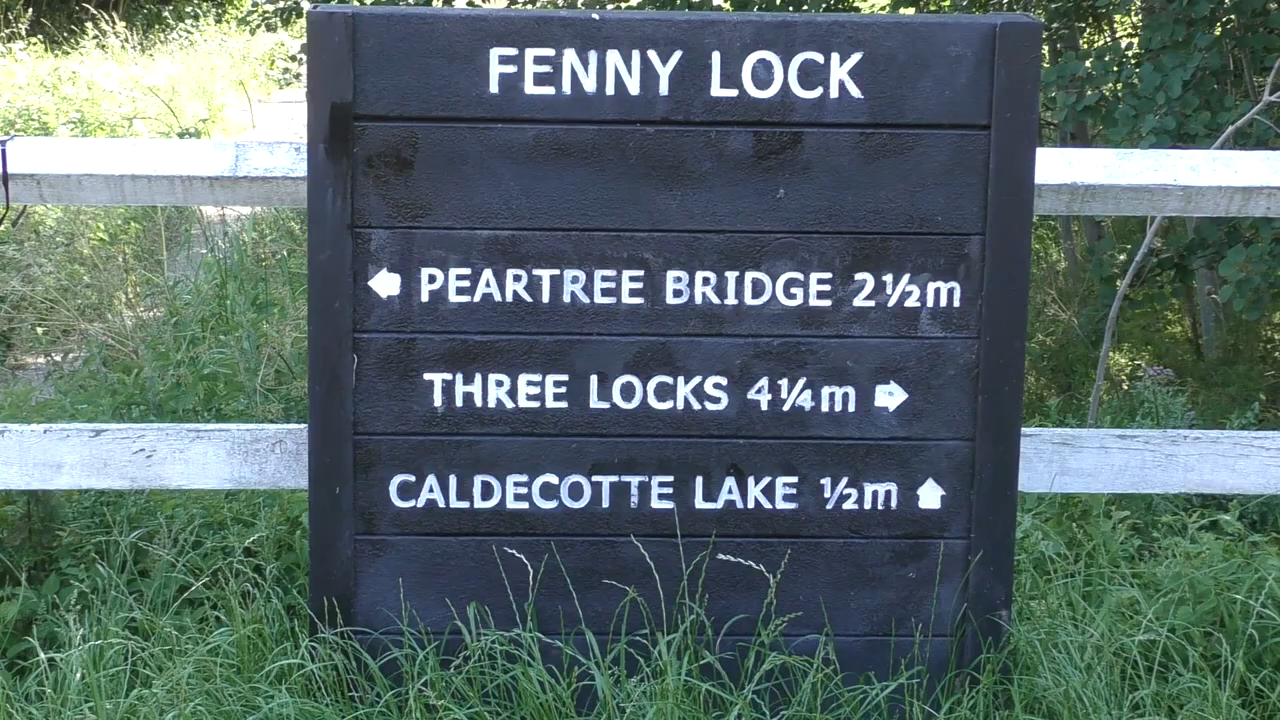 FENNY LOCK
← PEARTREE BRIDGE 2½m
THREE LOCKS 4¼m →
CALDECOTTE LAKE ½m ↑